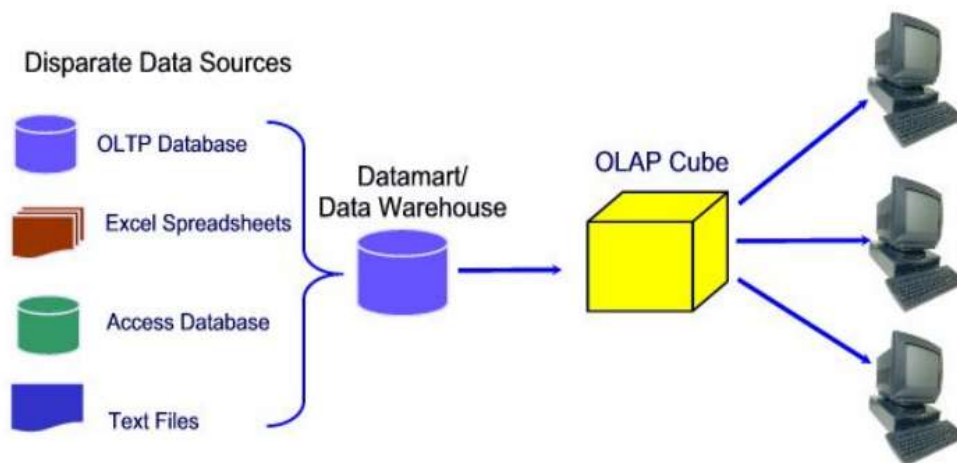 Disparate Data Sources
OLTP Database
Excel Spreadsheets
Access Database
Text Files
Datamart/
Data Warehouse
OLAP Cube